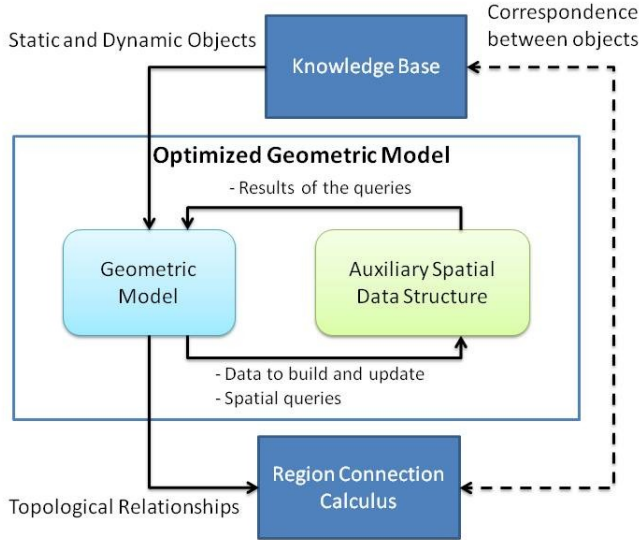 Correspondence
between objects
Static and Dynamic Objects
Knowledge Base
Optimized Geometric Model
- Results of the queries
Geometric
Model
Auxiliary Spatial
Data Structure
- Data to build and update
- Spatial queries
Region Connection
Calculus
Topological Relationships